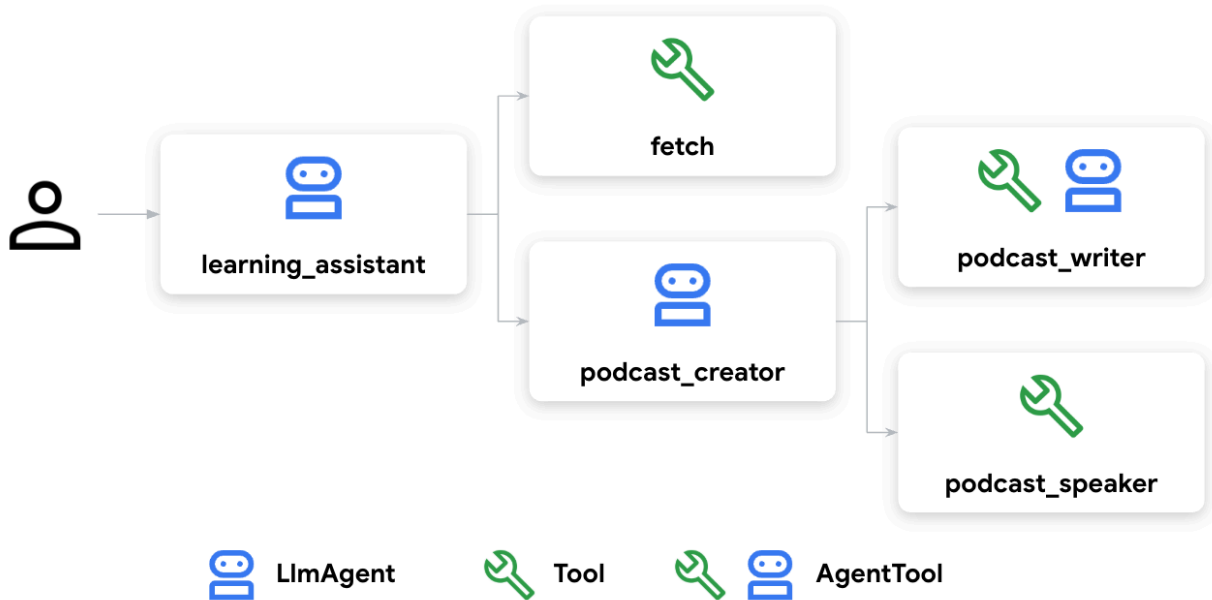 fetch
learning_assistant
podcast_writer
podcast_creator
podcast_speaker
LlmAgent
Tool
AgentTool